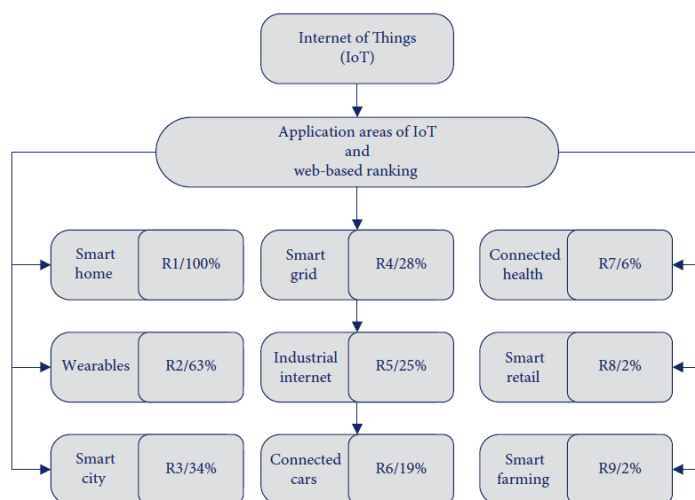 Internet of Things
(IoT)
Application areas of IoT
and
web-based ranking
Smart
home
R1/100%
Smart
grid
R4/28%
Connected
health
R7/6%
Wearables
R2/63%
Industrial
internet
R5/25%
Smart
retail
R8/2%
Smart
city
R3/34%
Connected
cars
R6/19%
Smart
farming
R9/2%